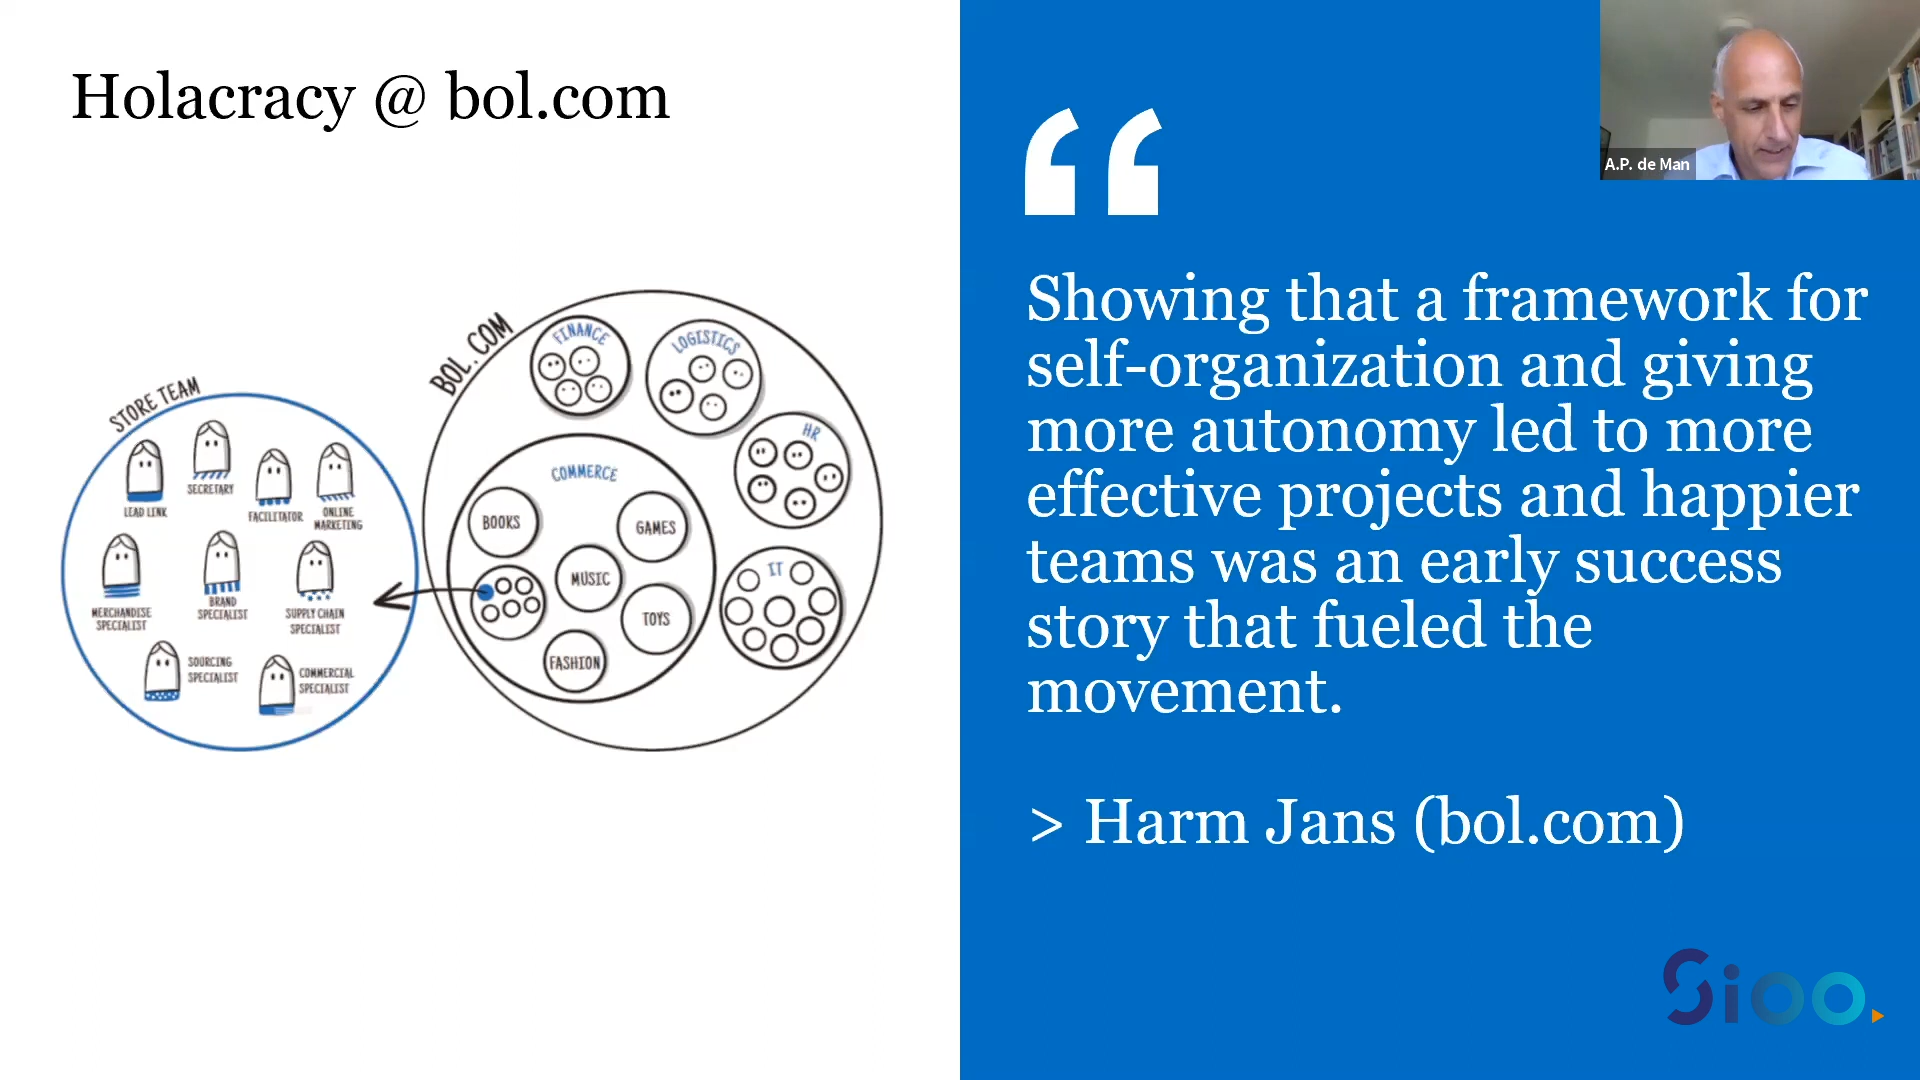 Holacracy @ bol.com
STORE TEAM
LEAD LINK
SECRETARY
FACILITATOR
ONLINE
MARKETING
MERCHANDISE
SPECIALIST
BRAND
SPECIALIST
SUPPLY CHAIN
SPECIALIST
SOURCING
SPECIALIST
COMMERCIAL
SPECIALIST
BOL.COM
FINANCE
LOGISTICS
HR
IT
COMMERCE
BOOKS
GAMES
MUSIC
TOYS
FASHION
“
Showing that a framework for
self-organization and giving
more autonomy led to more
effective projects and happier
teams was an early success
story that fueled the
movement.
> Harm Jans (bol.com)
A.P. de Man
Sioo.